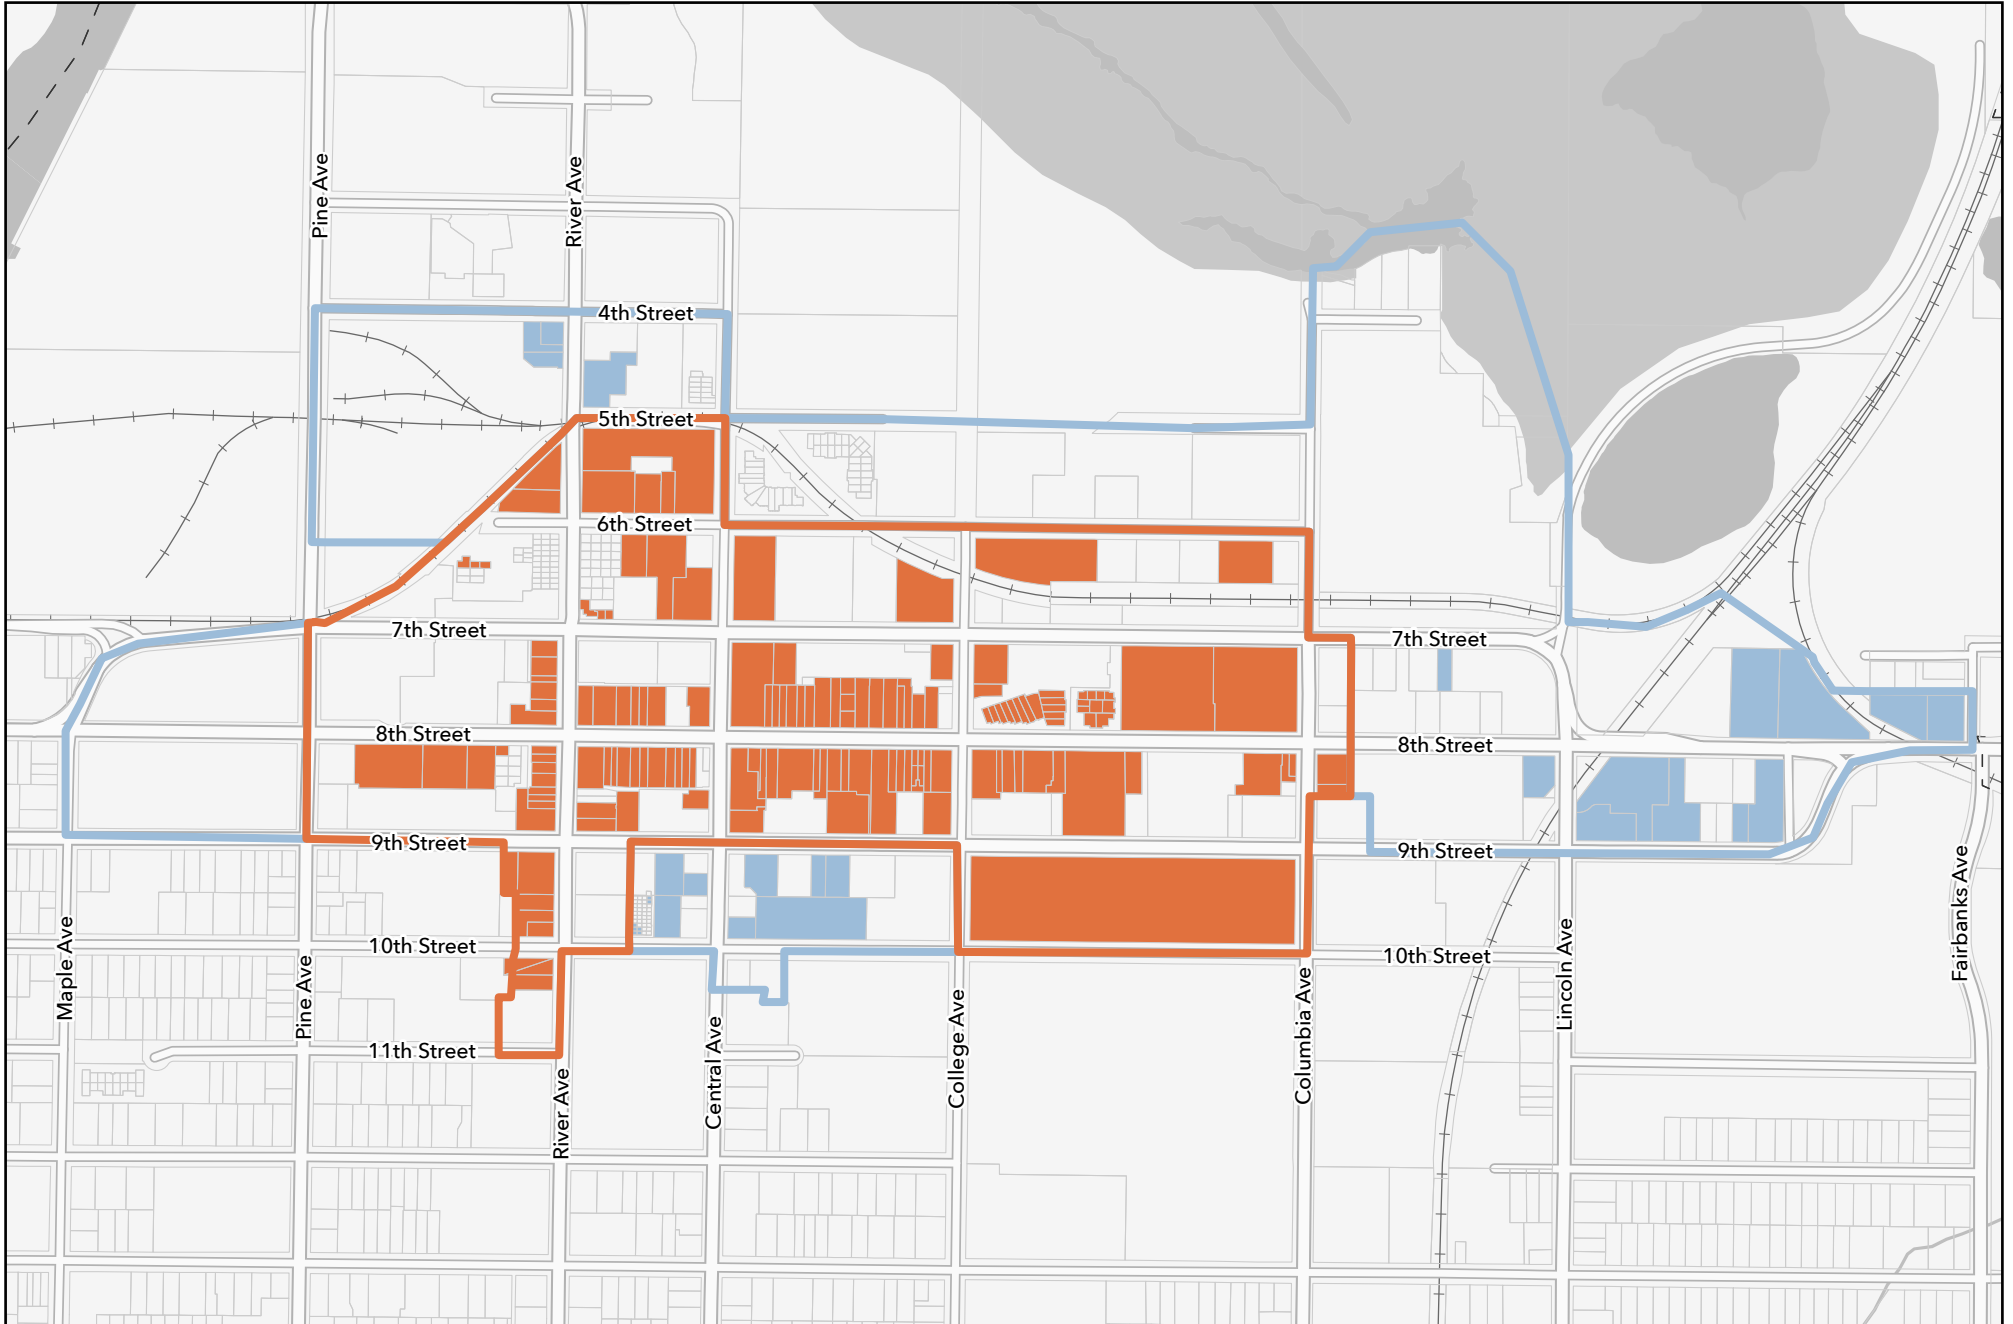 Pine Ave
River Ave
4th Street
5th Street
6th Street
7th Street
7th Street
8th Street
8th Street
9th Street
9th Street
10th Street
10th Street
11th Street
Maple Ave
Pine Ave
River Ave
Central Ave
College Ave
Columbia Ave
Lincoln Ave
Fairbanks Ave